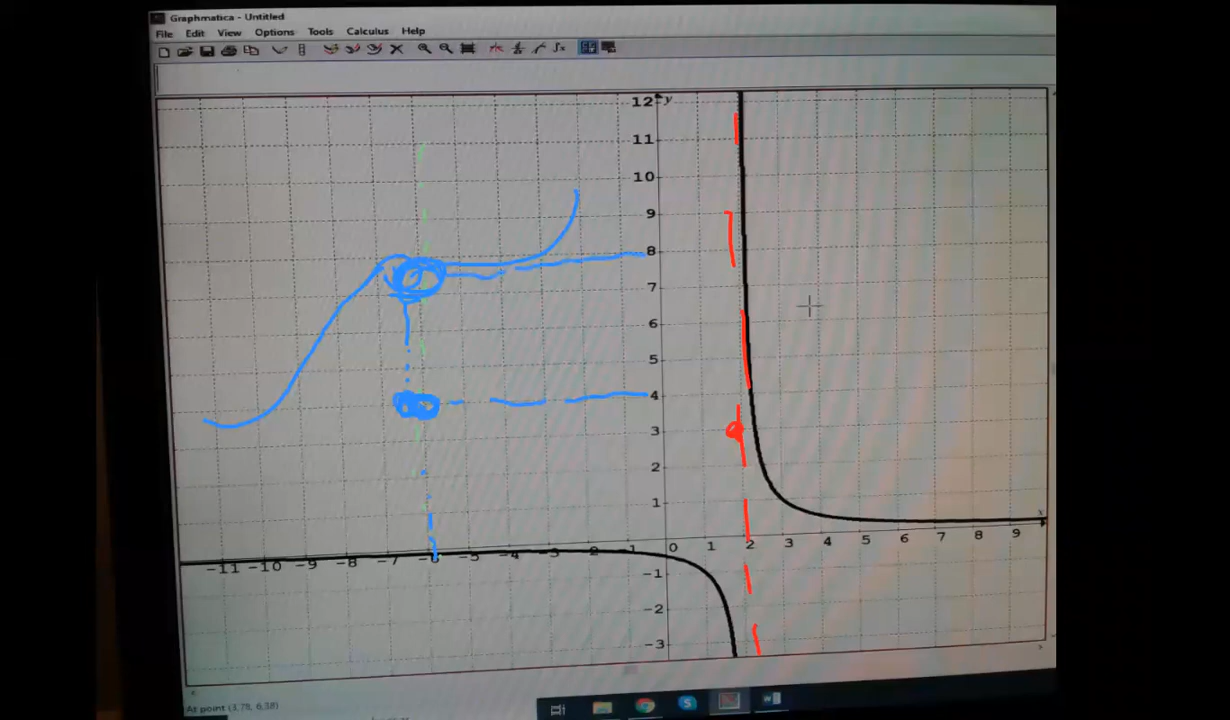 Graphmatica - Untitled
File Edit View Options Tools Calculus Help
12 y
11
10
9
8
7
6
5
4
3
2
1
x
-11 -10 -9 -8 -7 -6 -5 -4 -3 2 -1 0 1 2 3 4 5 6 7 8 9
-1
-2
-3
At point (3,78, 6,38)